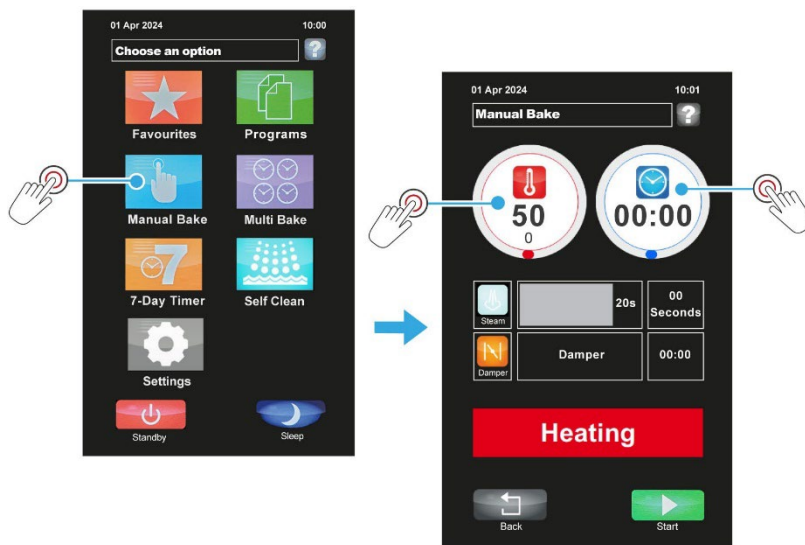 01 Apr 2024 10:00
Choose an option ?
Favourites Programs
Manual Bake Multi Bake
7
7-Day Timer Self Clean
Settings
Standby Sleep
01 Apr 2024 10:01
Manual Bake ?
50 00:00
0
20s 00
Steam Seconds
Damper 00:00
Damper
Heating
Back Start